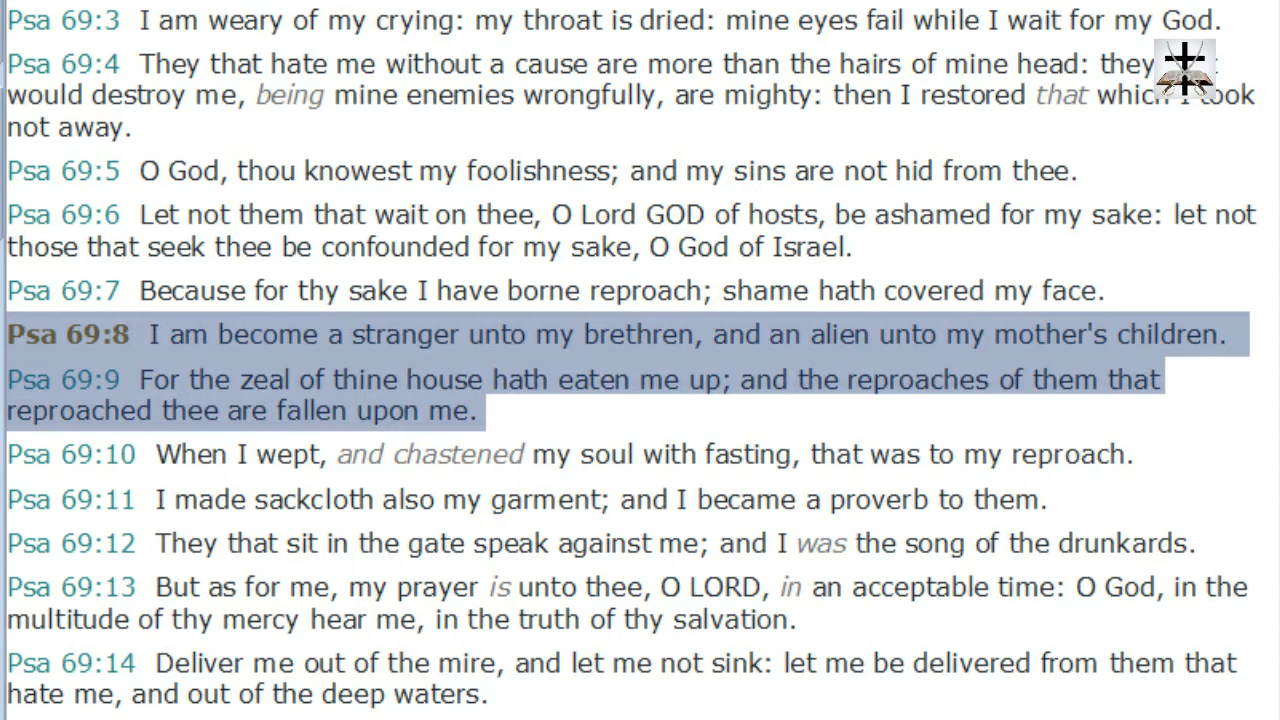 Psa 69:3 I am weary of my crying: my throat is dried: mine eyes fail while I wait for my God.
Psa 69:4 They that hate me without a cause are more than the hairs of mine head: they
would destroy me, being mine enemies wrongfully, are mighty: then I restored that which I took
not away.
Psa 69:5 O God, thou knowest my foolishness; and my sins are not hid from thee.
Psa 69:6 Let not them that wait on thee, O Lord GOD of hosts, be ashamed for my sake: let not
those that seek thee be confounded for my sake, O God of Israel.
Psa 69:7 Because for thy sake I have borne reproach; shame hath covered my face.
Psa 69:8 I am become a stranger unto my brethren, and an alien unto my mother's children.
Psa 69:9 For the zeal of thine house hath eaten me up; and the reproaches of them that
reproached thee are fallen upon me.
Psa 69:10 When I wept, and chastened my soul with fasting, that was to my reproach.
Psa 69:11 I made sackcloth also my garment; and I became a proverb to them.
Psa 69:12 They that sit in the gate speak against me; and I was the song of the drunkards.
Psa 69:13 But as for me, my prayer is unto thee, O LORD, in an acceptable time: O God, in the
multitude of thy mercy hear me, in the truth of thy salvation.
Psa 69:14 Deliver me out of the mire, and let me not sink: let me be delivered from them that
hate me, and out of the deep waters.